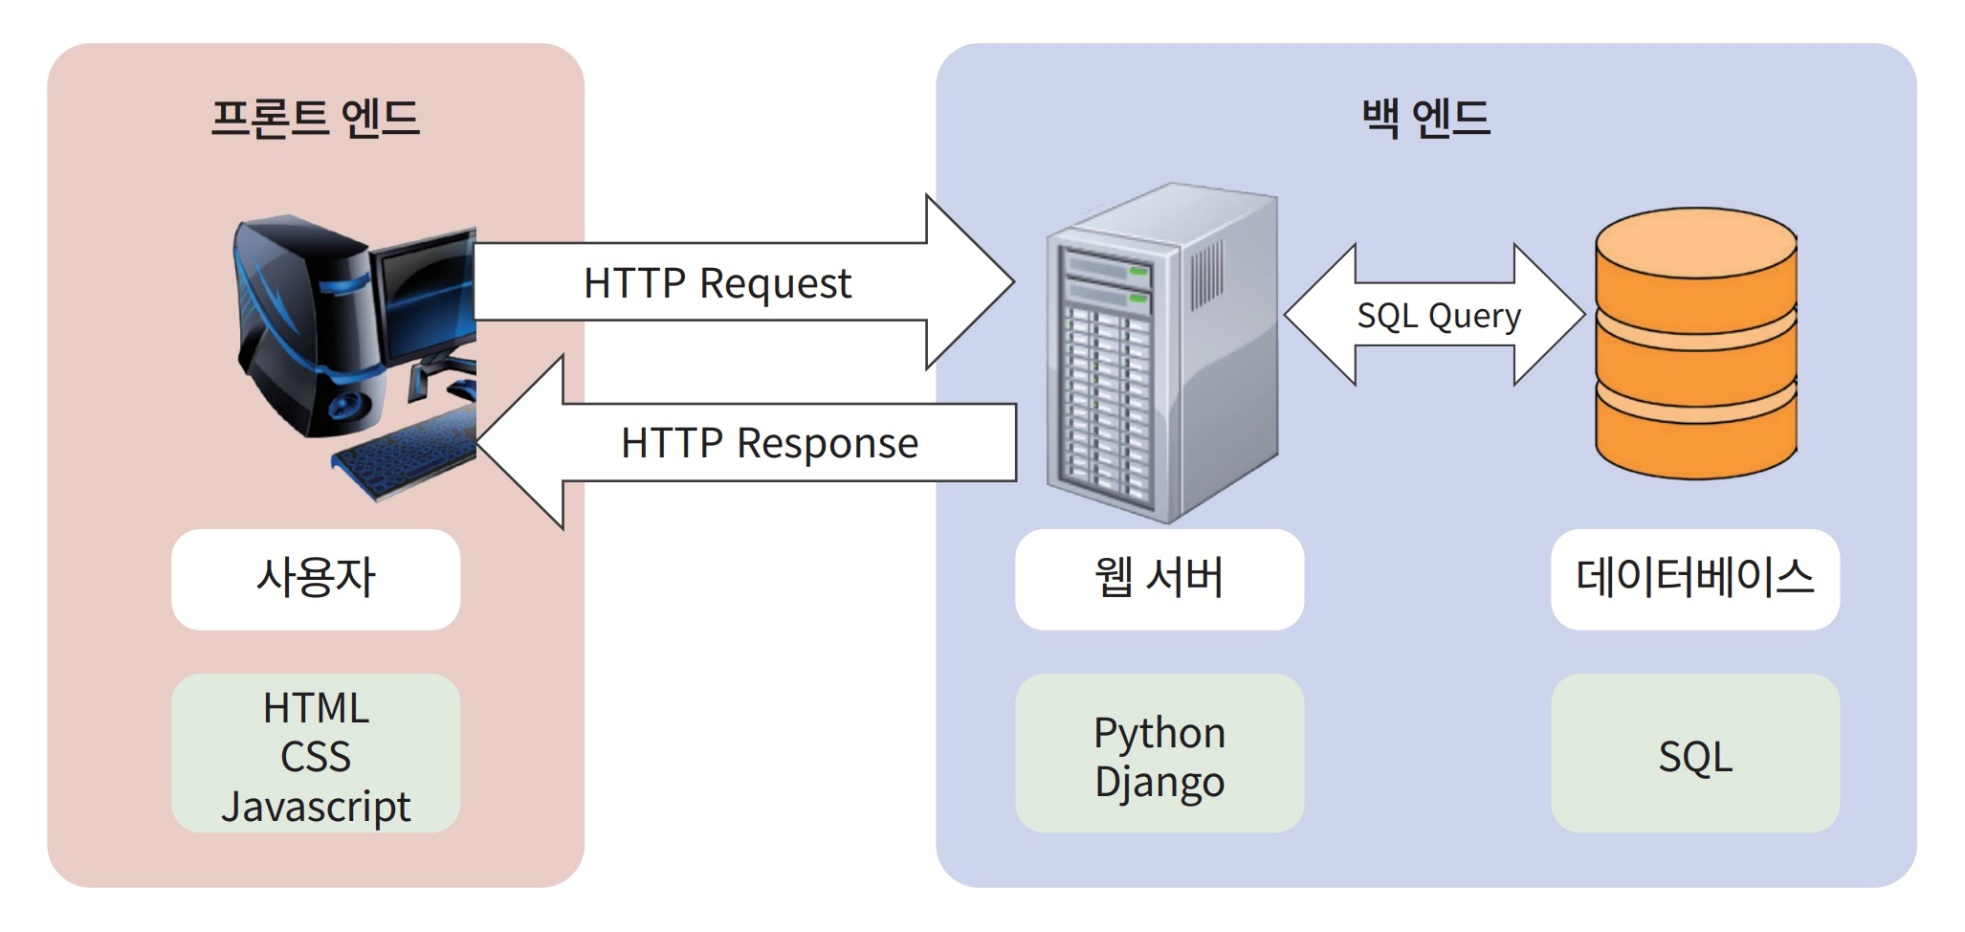 프론트 엔드
백 엔드
HTTP Request
SQL Query
HTTP Response
사용자
웹 서버
데이터베이스
HTML
CSS
Javascript
Python
Django
SQL